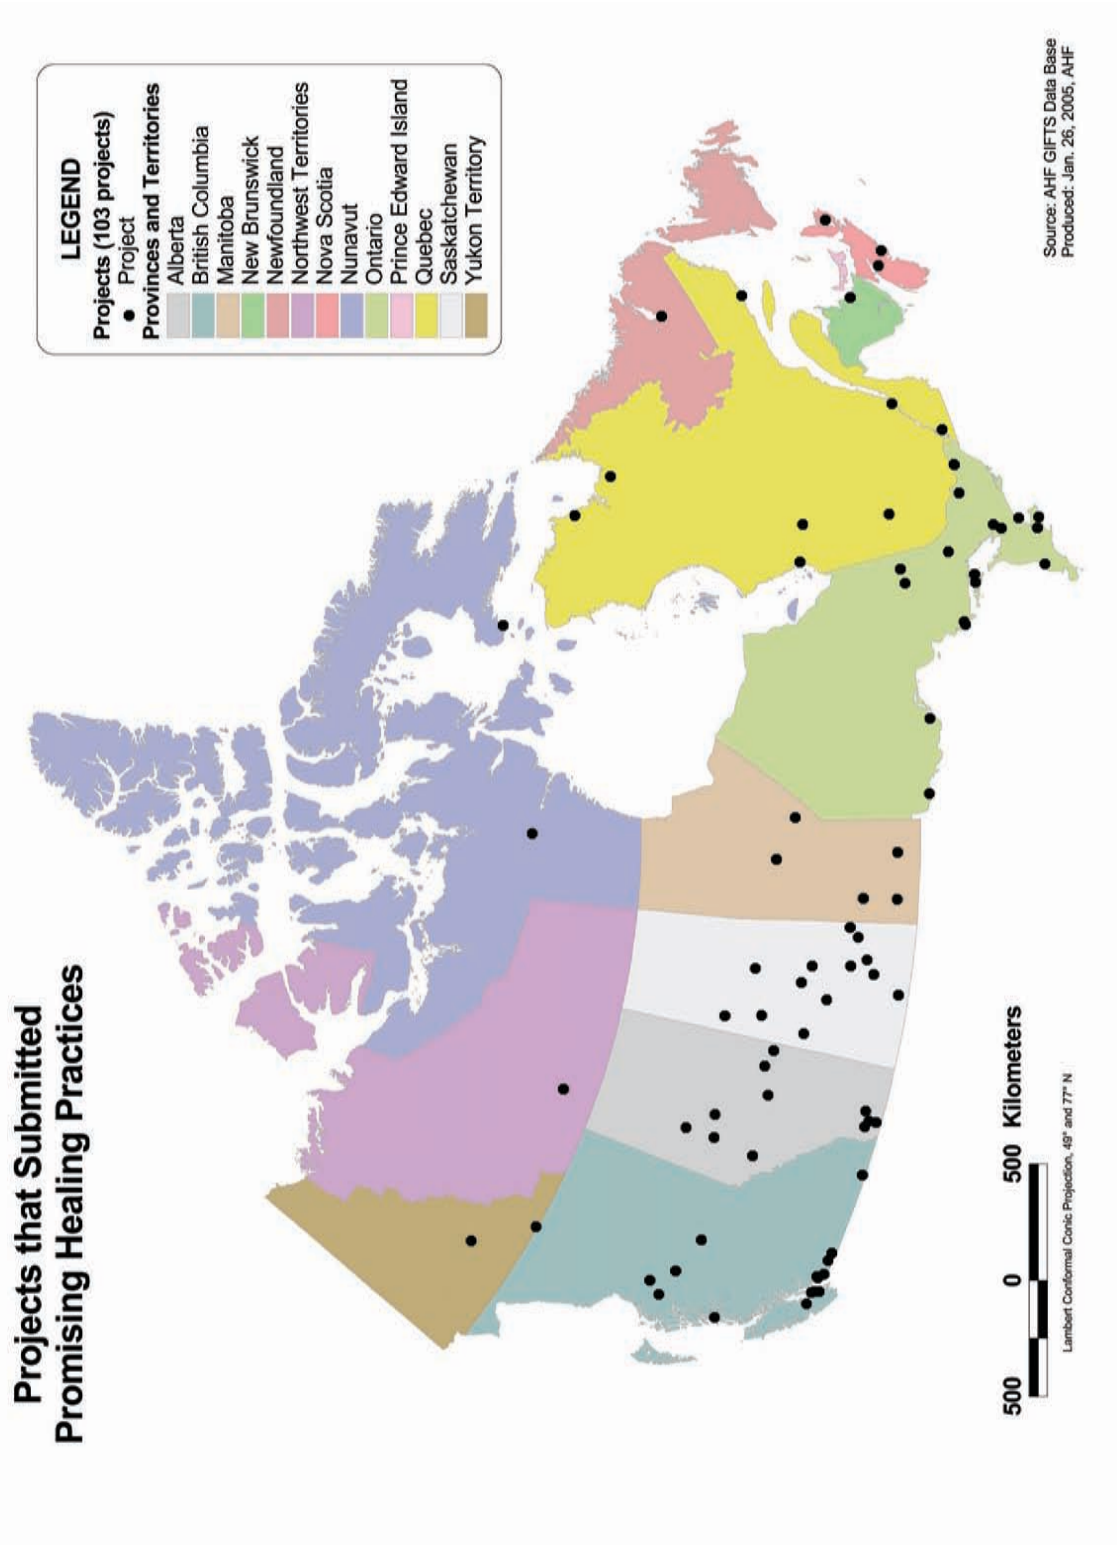 Projects that Submitted
Promising Healing Practices
LEGEND
Projects (103 projects)
Project
Provinces and Territories
Alberta
British Columbia
Manitoba
New Brunswick
Newfoundland
Northwest Territories
Nova Scotia
Nunavut
Ontario
Prince Edward Island
Quebec
Saskatchewan
Yukon Territory
500 0 500 Kilometers
Lambert Conformal Conic Projection, 49° and 77° N
Source: AHF GIFTS Data Base
Produced: Jan. 26, 2005, AHF